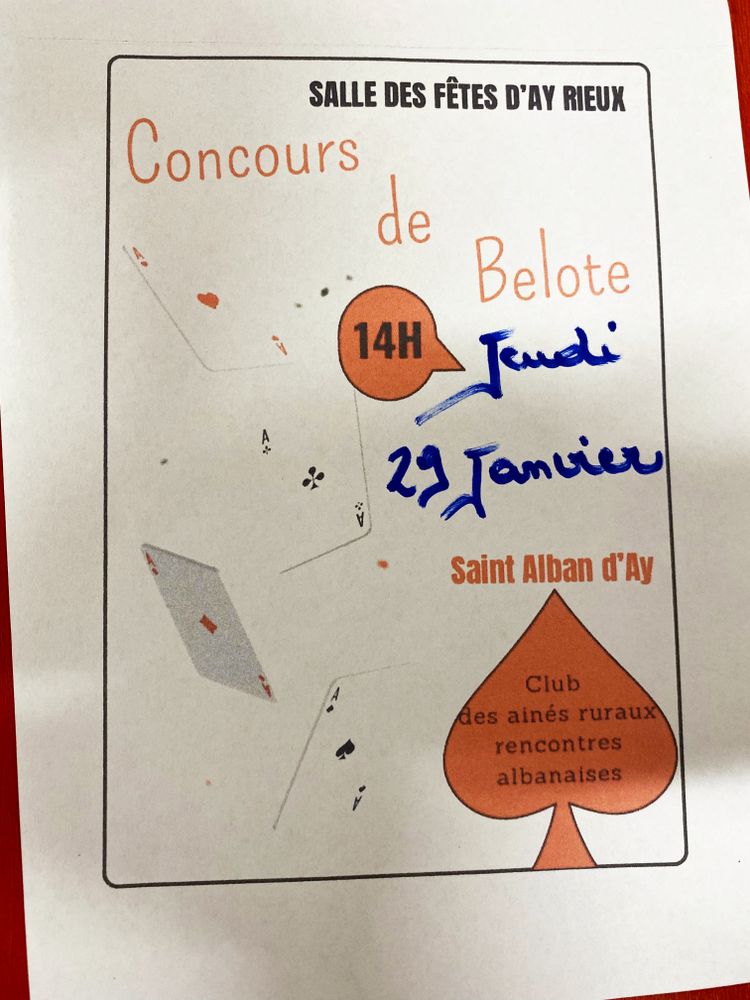 SALLE DES FÊTES D'AY RIEUX
Concours
de
Belote
14H
Jeudi
29 Janvier
A
A
A
A
A
A
A
A
Saint Alban d'Ay
Club
des ainés ruraux
rencontres
albanaises